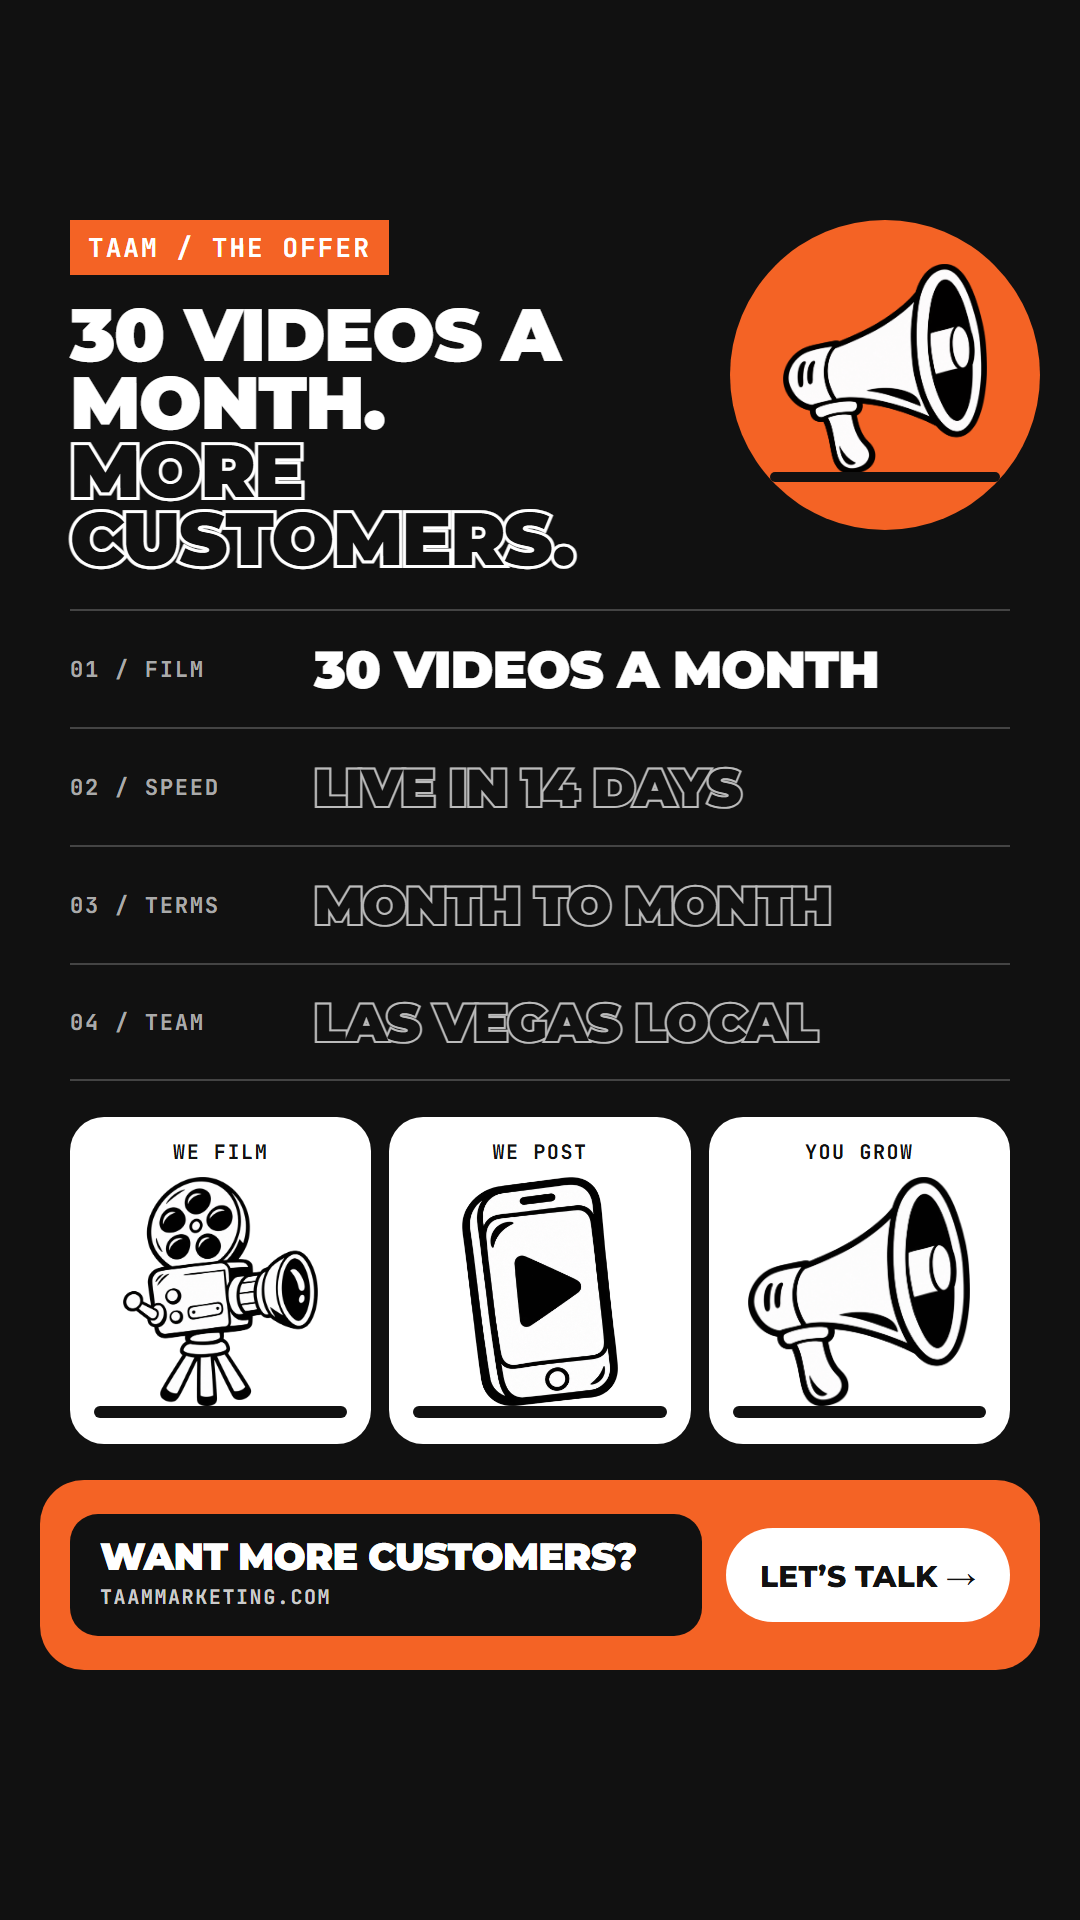 TAAM / THE OFFER
30 VIDEOS A
MONTH.
MORE
CUSTOMERS.
01 / FILM
30 VIDEOS A MONTH
02 / SPEED
LIVE IN 14 DAYS
03 / TERMS
MONTH TO MONTH
04 / TEAM
LAS VEGAS LOCAL
WE FILM
WE POST
YOU GROW
WANT MORE CUSTOMERS?
TAAMMARKETING.COM
LET’S TALK →